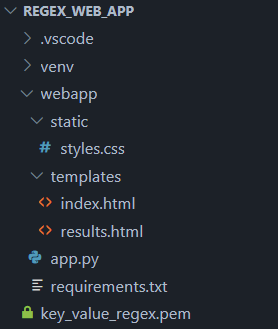 REGEX_WEB_APP
.vscode
venv
webapp
static
styles.css
templates
index.html
results.html
app.py
requirements.txt
key_value_regex.pem